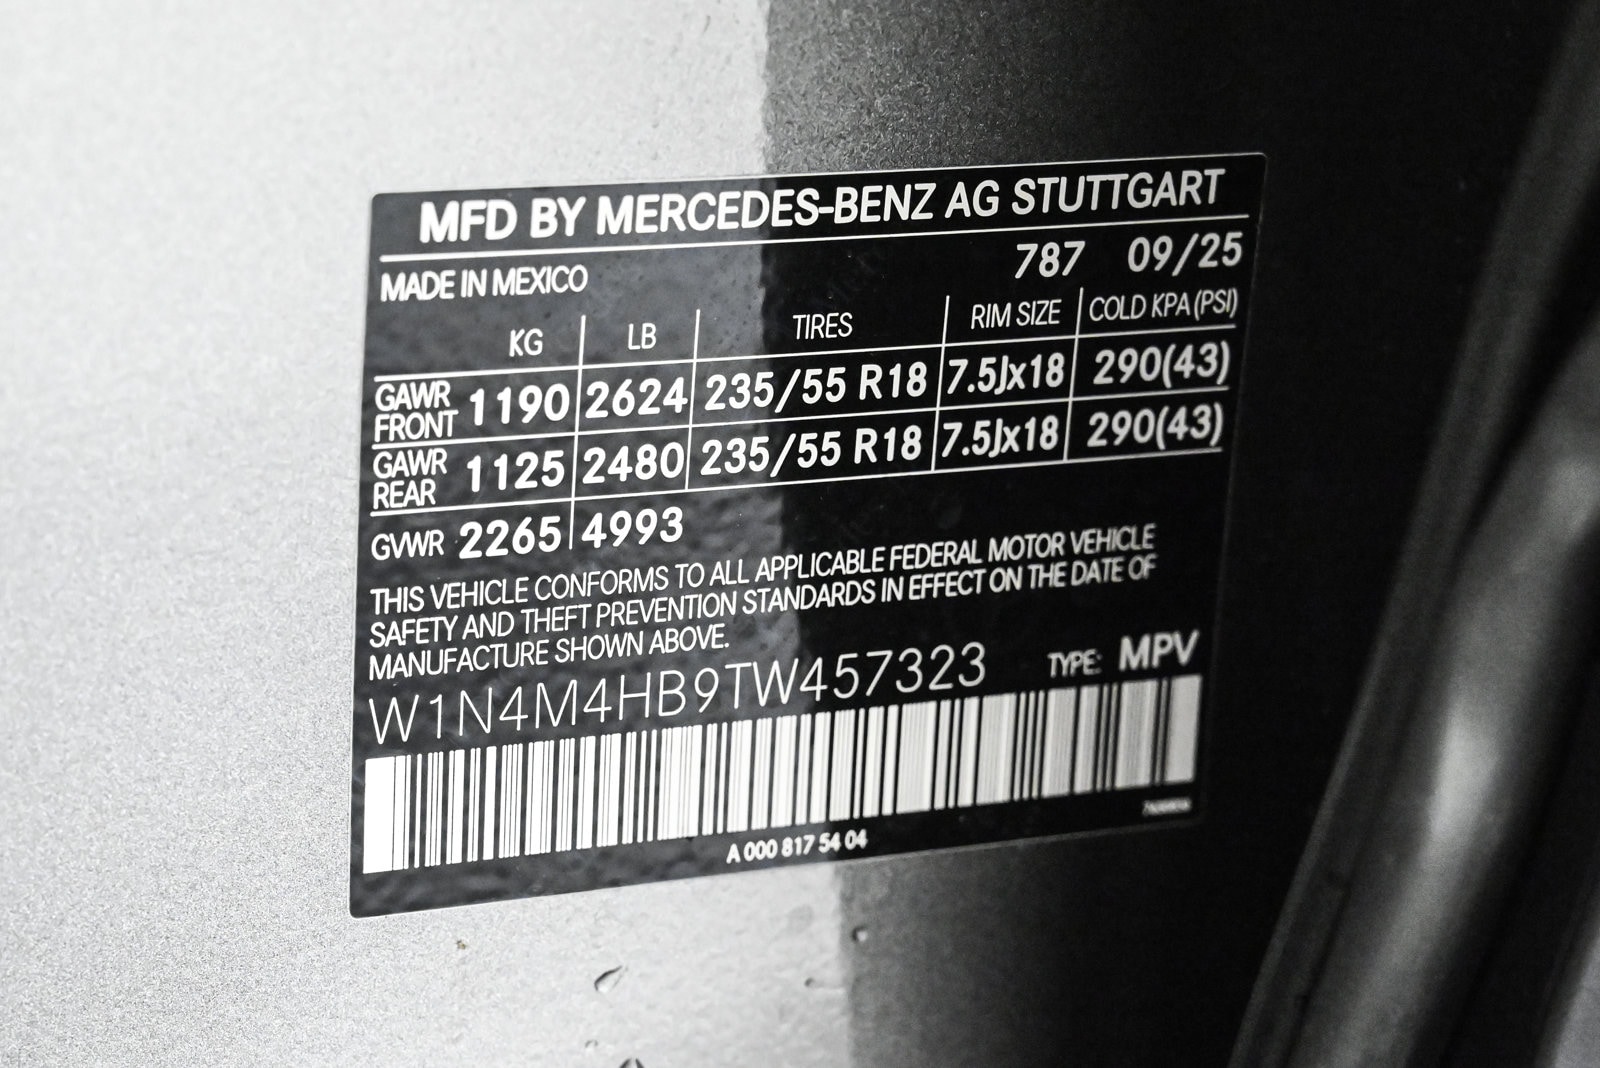 MFD BY MERCEDES-BENZ AG STUTTGART
MADE IN MEXICO 787 09/25
KG LB TIRES RIM SIZE COLD KPA (PSI)
GAWR FRONT 1190 2624 235/55 R18 7.5Jx18 290(43)
GAWR REAR 1125 2480 235/55 R18 7.5Jx18 290(43)
GVWR 2265 4993
THIS VEHICLE CONFORMS TO ALL APPLICABLE FEDERAL MOTOR VEHICLE
SAFETY AND THEFT PREVENTION STANDARDS IN EFFECT ON THE DATE OF
MANUFACTURE SHOWN ABOVE.
W1N4M4HB9TW457323 TYPE: MPV
A 000 817 54 04